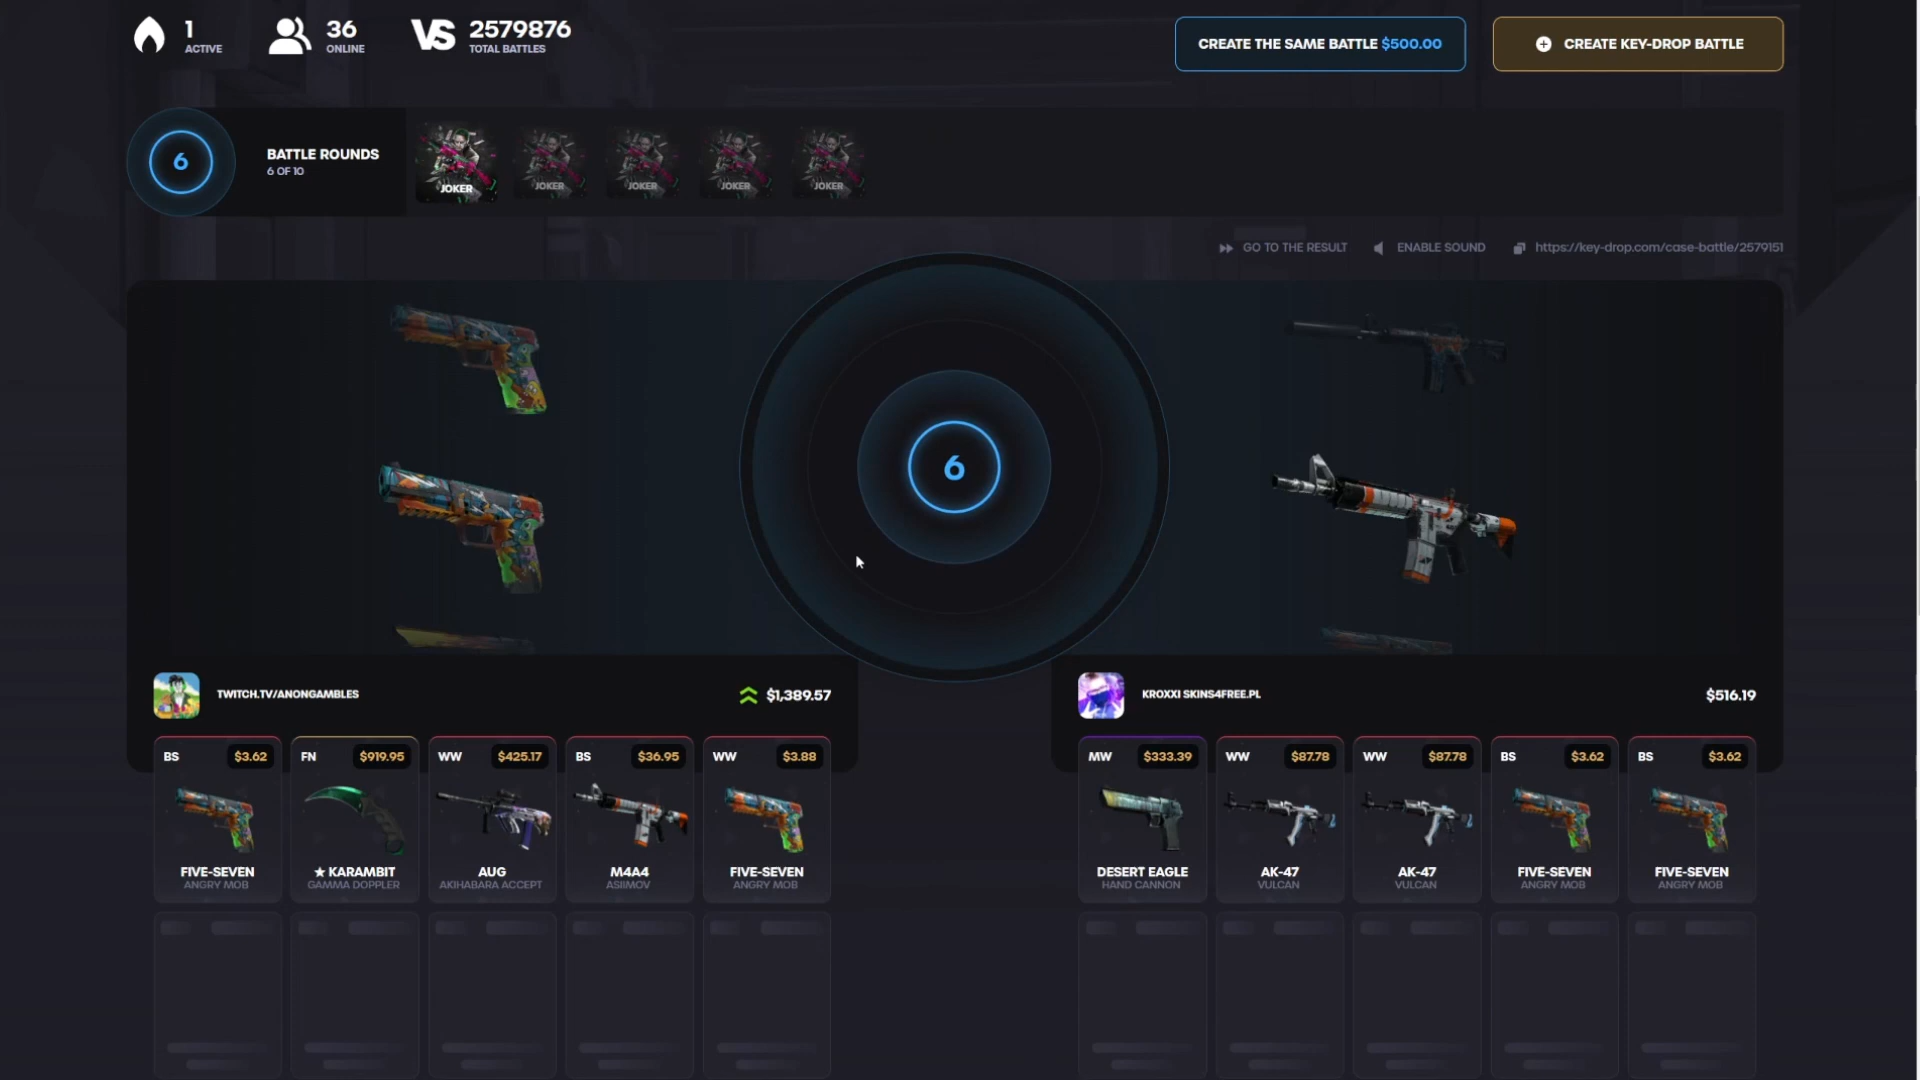 1
ACTIVE
36
ONLINE
VS
2579876
TOTAL BATTLES
CREATE THE SAME BATTLE $500.00
CREATE KEY-DROP BATTLE
6
BATTLE ROUNDS
6 OF 10
JOKER
JOKER
JOKER
JOKER
JOKER
GO TO THE RESULT
ENABLE SOUND
https://key-drop.com/case-battle/2579151
6
TWITCH.TV/ANONGAMBLES
$1,389.57
KROXXI SKINS4FREE.PL
$516.19
BS $3.62
FIVE-SEVEN
ANGRY MOB
FN $919.95
★ KARAMBIT
GAMMA DOPPLER
WW $425.17
AUG
AKIHABARA ACCEPT
BS $36.95
M4A4
ASIIMOV
WW $3.88
FIVE-SEVEN
ANGRY MOB
MW $333.39
DESERT EAGLE
HAND CANNON
WW $87.78
AK-47
VULCAN
WW $87.78
AK-47
VULCAN
BS $3.62
FIVE-SEVEN
ANGRY MOB
BS $3.62
FIVE-SEVEN
ANGRY MOB